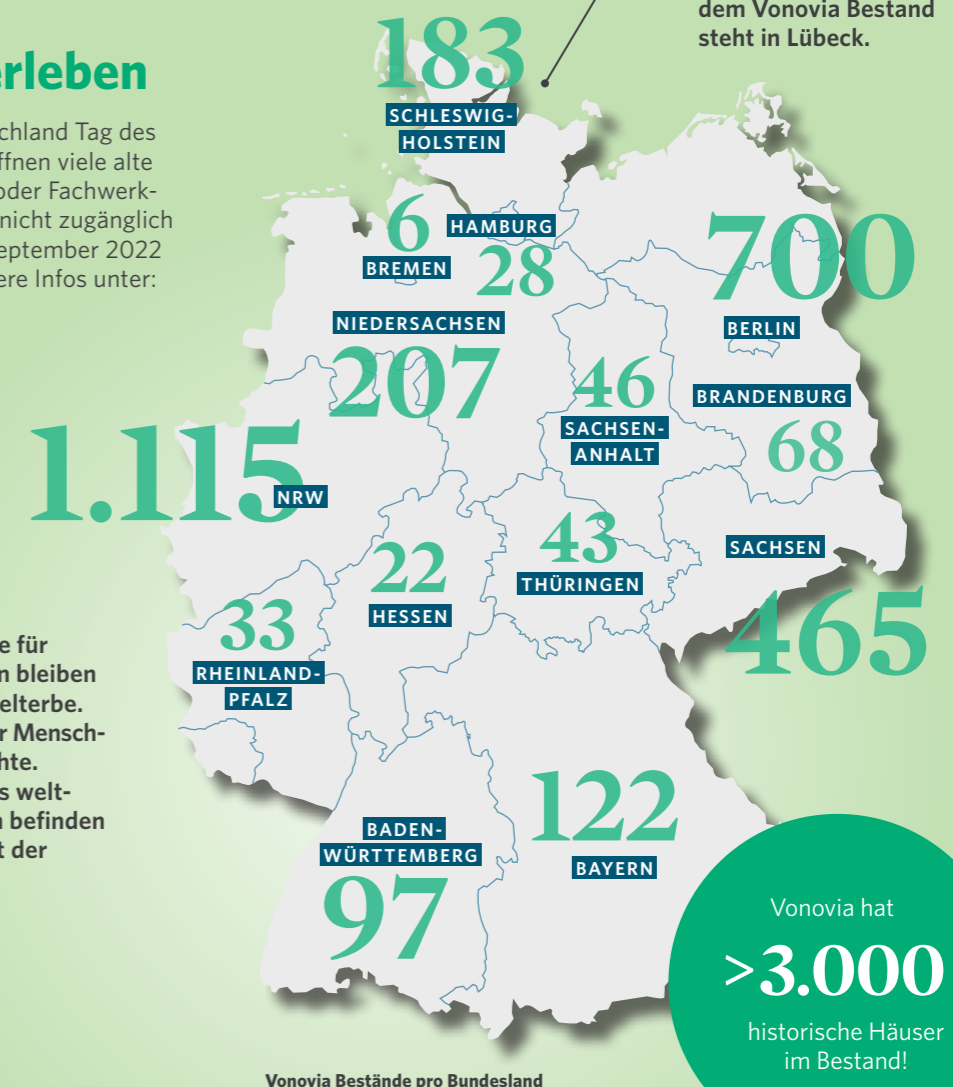 dem Vonovia Bestand
steht in Lübeck.
erleben
chland Tag des
ffnen viele alte
oder Fachwerk-
nicht zugänglich
eptember 2022
ere Infos unter:
183
SCHLESWIG-
HOLSTEIN
6
BREMEN
HAMBURG
28
700
BERLIN
NIEDERSACHSEN
207
46
SACHSEN-
ANHALT
BRANDENBURG
68
1.115
NRW
22
HESSEN
43
THÜRINGEN
SACHSEN
465
33
RHEINLAND-
PFALZ
e für
n bleiben
elterbe.
r Mensch-
hte.
s welt-
n befinden
t der
BADEN-
WÜRTTEMBERG
97
122
BAYERN
Vonovia hat
>3.000
historische Häuser
im Bestand!
Vonovia Bestände pro Bundesland